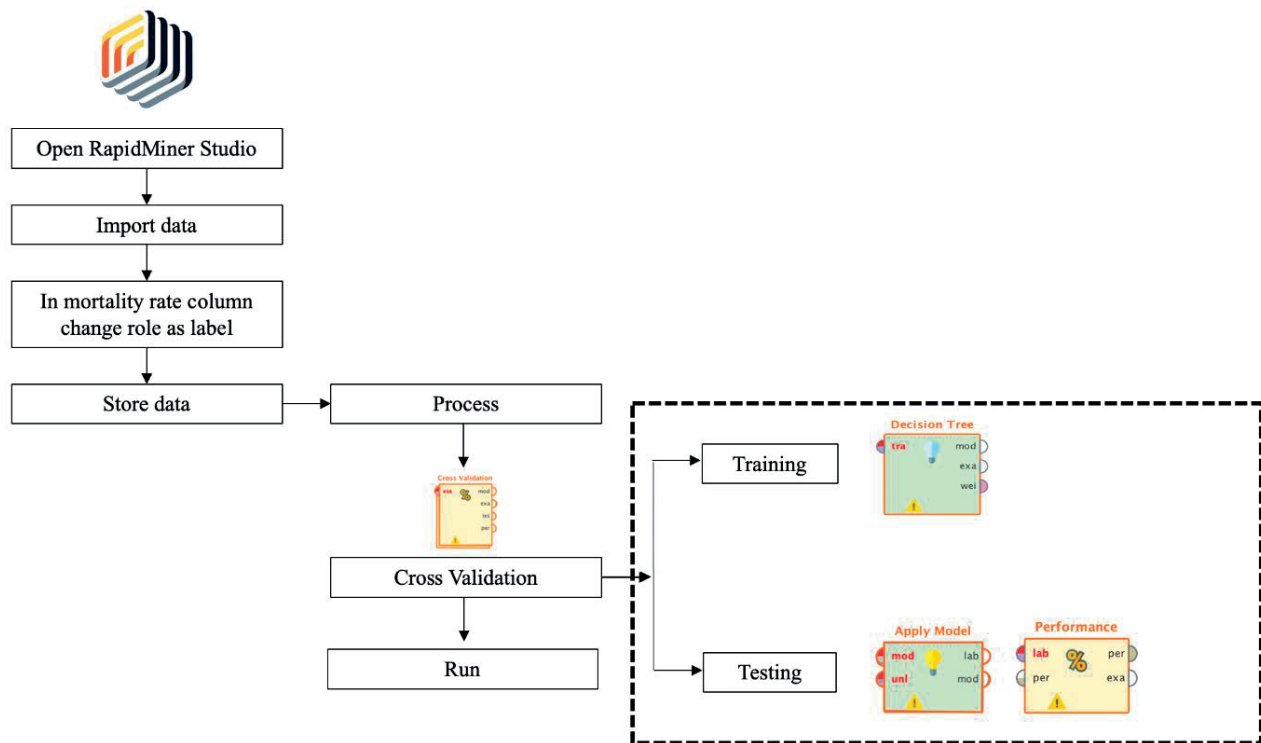 Open RapidMiner Studio
Import data
In mortality rate column
change role as label
Store data
Process
Cross Validation
exa
%
mod
exa
tes
per
Cross Validation
Run
Training
Decision Tree
tra
mod
exa
wei
Testing
Apply Model
mod
lab
unl
mod
Performance
lab
%
per
per
exa